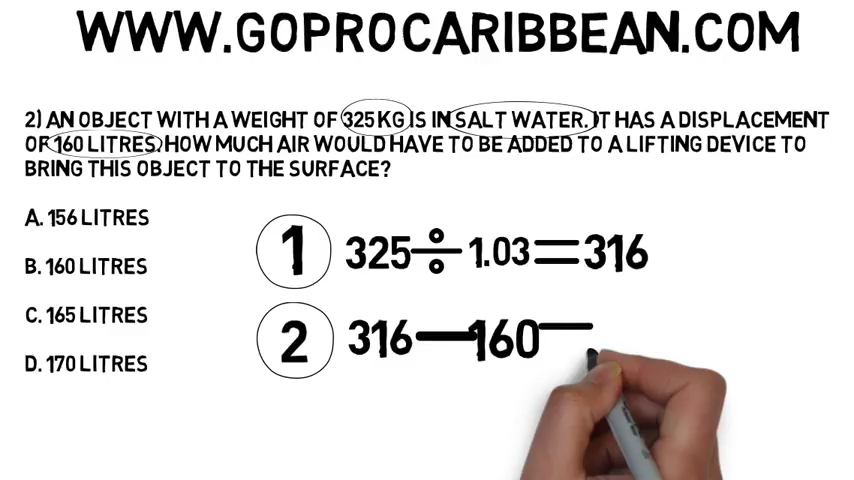 WWW.GOPROCARIBBEAN.COM
2) AN OBJECT WITH A WEIGHT OF 325 KG IS IN SALT WATER. IT HAS A DISPLACEMENT
OF 160 LITRES. HOW MUCH AIR WOULD HAVE TO BE ADDED TO A LIFTING DEVICE TO
BRING THIS OBJECT TO THE SURFACE?
A. 156 LITRES
B. 160 LITRES
C. 165 LITRES
D. 170 LITRES
1 325 ÷ 1.03 = 316
2 316 — 160